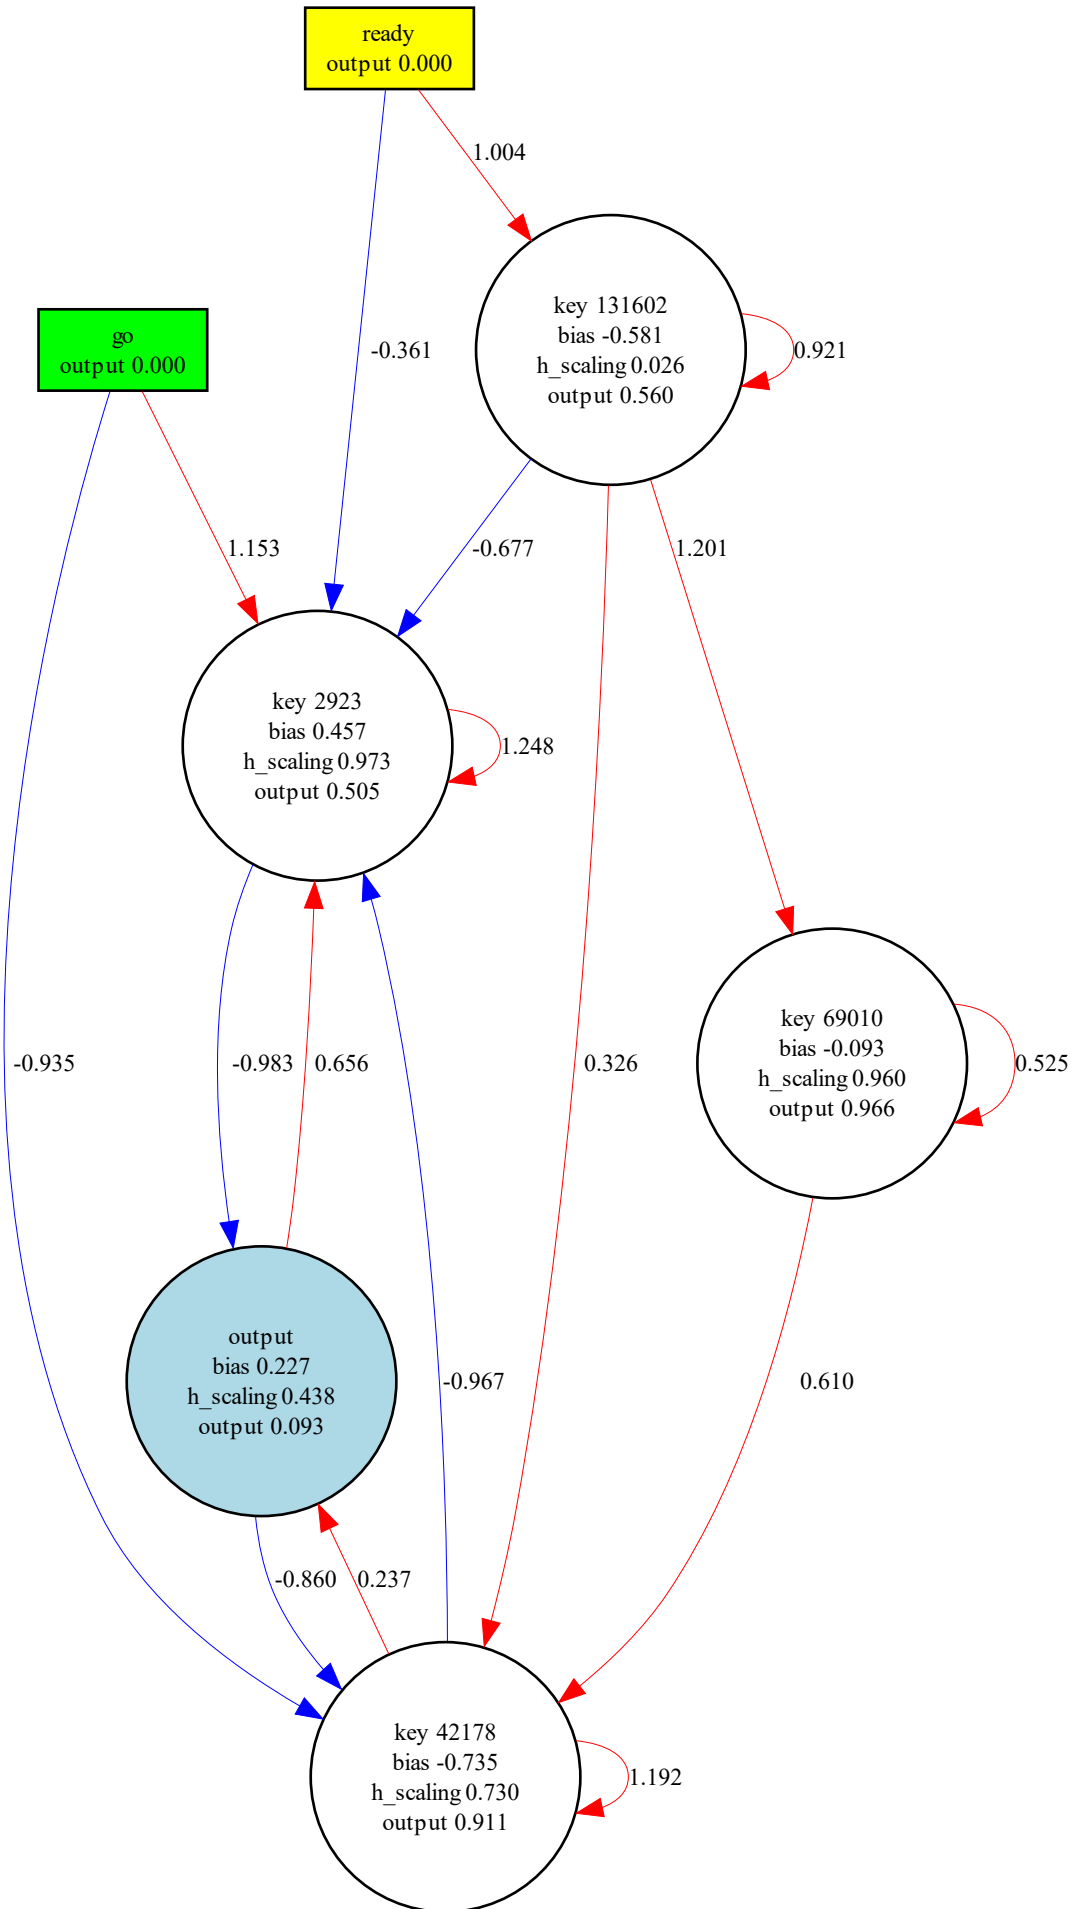 ready
output 0.000
1.004
key 131602
bias -0.581
h_scaling 0.026
output 0.560
0.921
go
output 0.000
-0.361
1.153
-0.677
1.201
key 2923
bias 0.457
h_scaling 0.973
output 0.505
1.248
key 69010
bias -0.093
h_scaling 0.960
output 0.966
0.525
-0.935
-0.983
0.656
0.326
output
bias 0.227
h_scaling 0.438
output 0.093
-0.967
0.610
-0.860
0.237
key 42178
bias -0.735
h_scaling 0.730
output 0.911
1.192